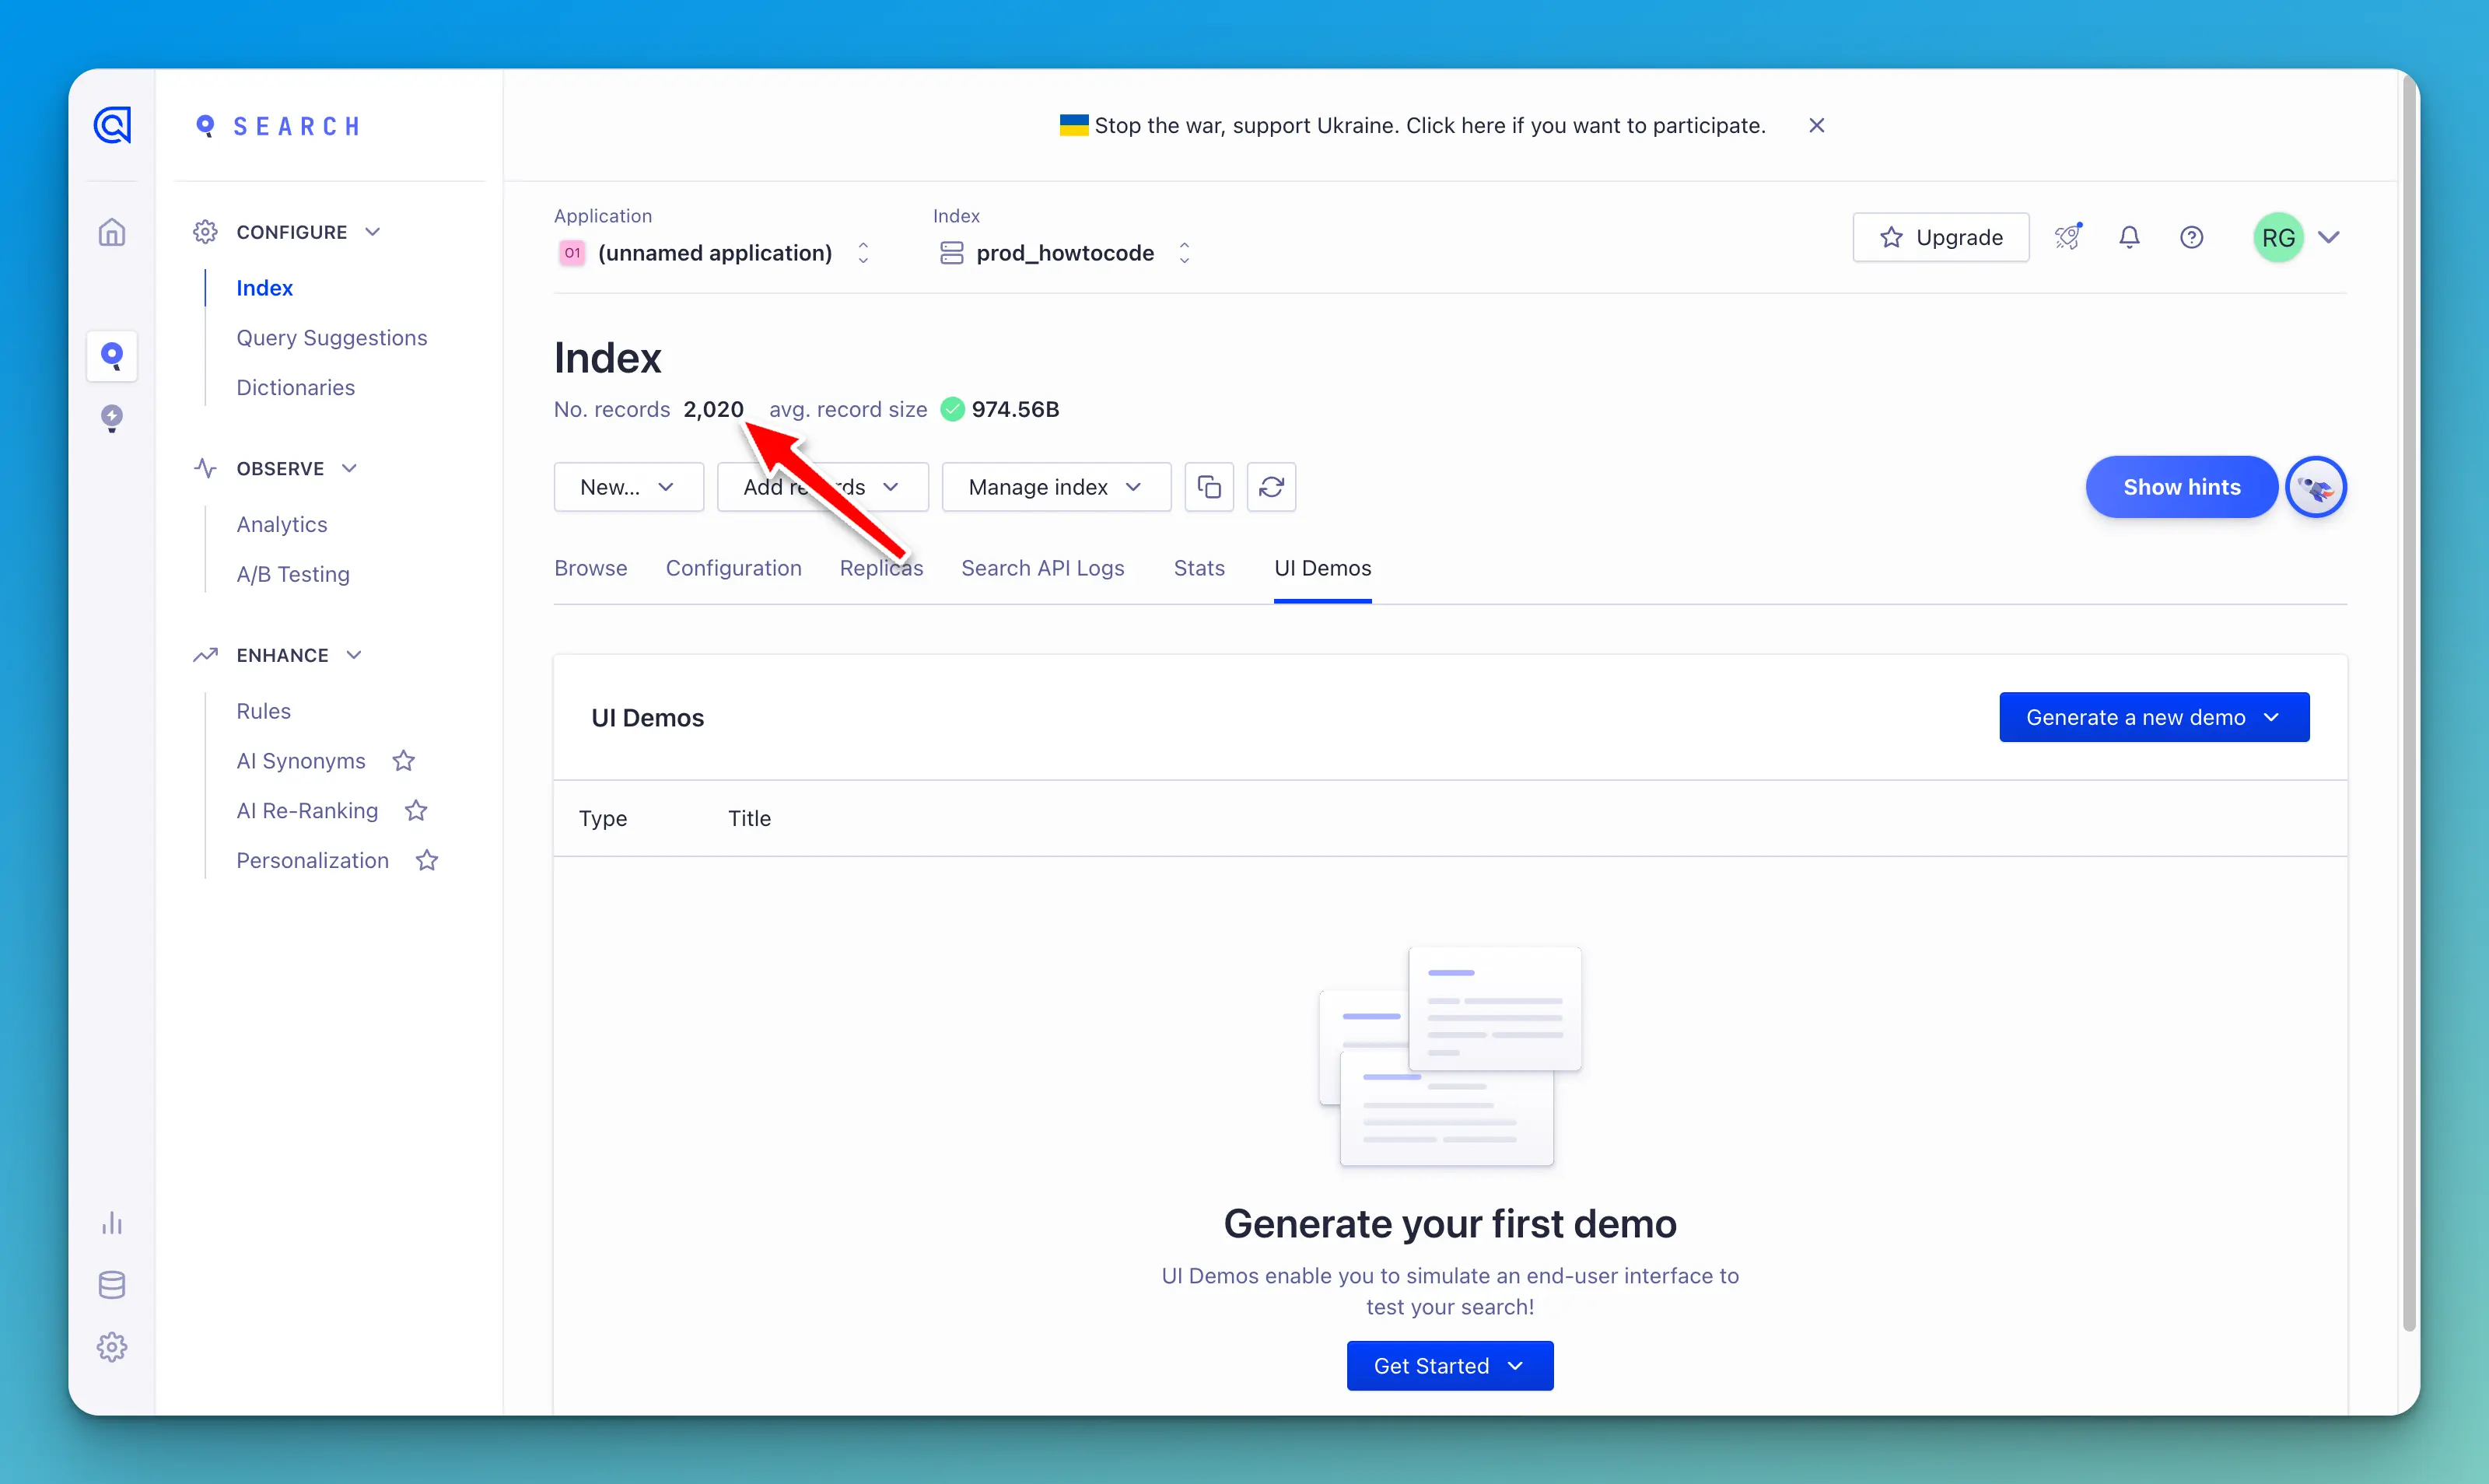 SEARCH
Stop the war, support Ukraine. Click here if you want to participate.
CONFIGURE
Index
Query Suggestions
Dictionaries
OBSERVE
Analytics
A/B Testing
ENHANCE
Rules
AI Synonyms
AI Re-Ranking
Personalization
Application
Index
01 (unnamed application)
prod_howtocode
Upgrade
RG
Index
No. records 2,020 avg. record size 974.56B
New...
Add records
Manage index
Show hints
Browse
Configuration
Replicas
Search API Logs
Stats
UI Demos
UI Demos
Generate a new demo
Type
Title
Generate your first demo
UI Demos enable you to simulate an end-user interface to
test your search!
Get Started